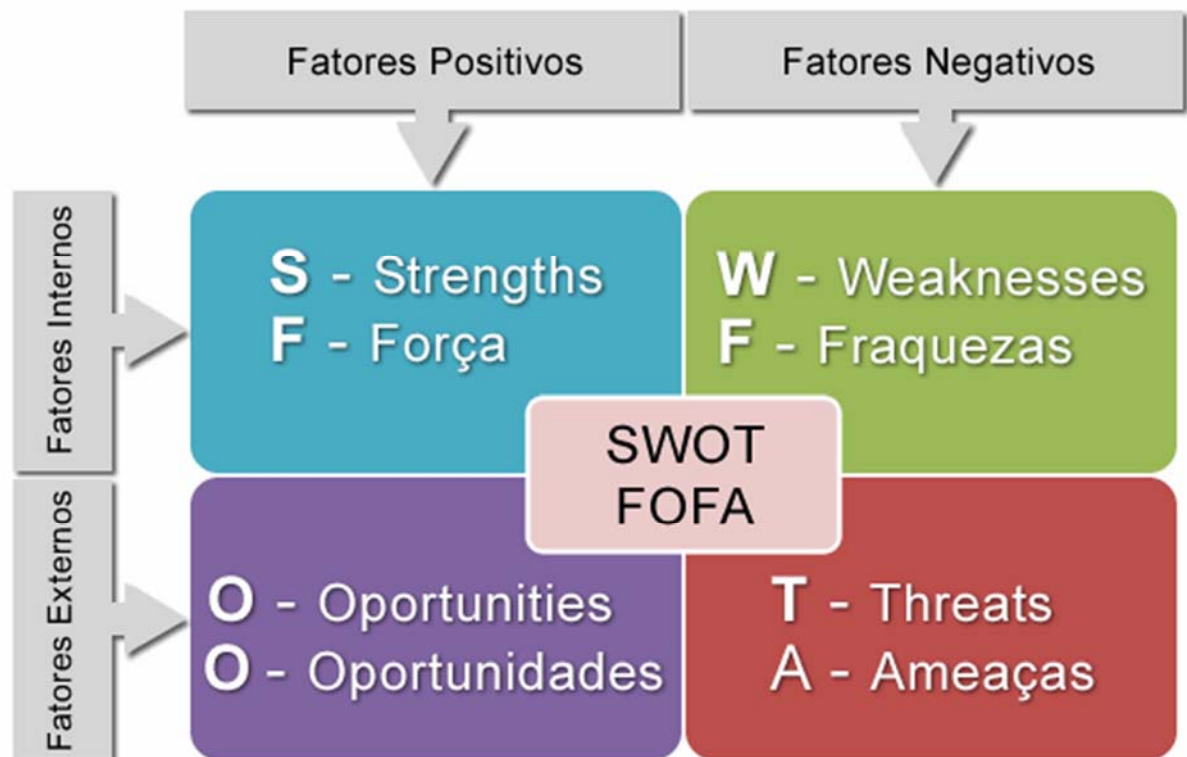 Fatores Positivos
Fatores Negativos
Fatores Internos
S - Strengths
F - Força
W - Weaknesses
F - Fraquezas
SWOT
FOFA
Fatores Externos
O - Oportunities
O - Oportunidades
T - Threats
A - Ameaças